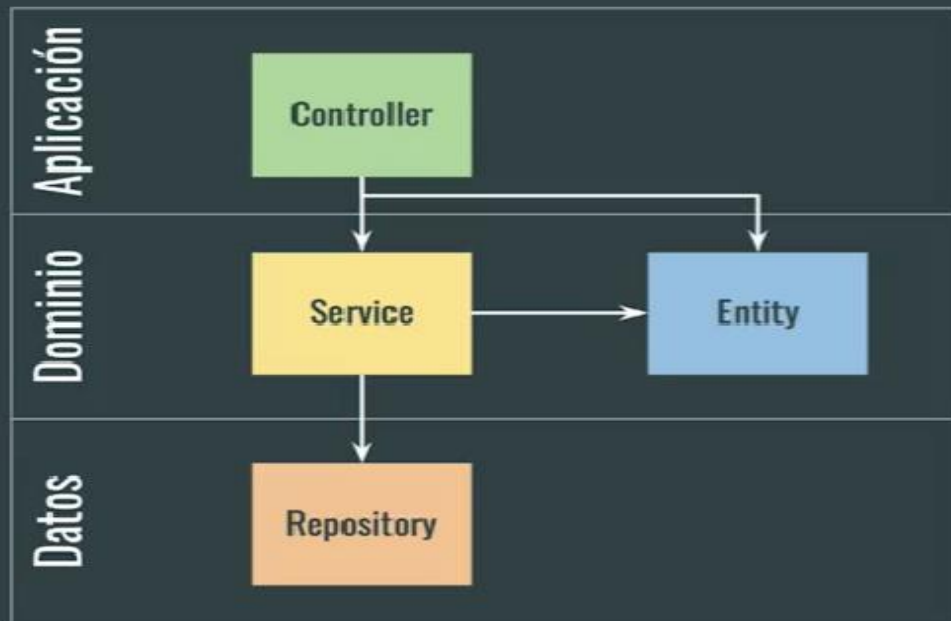 Aplicación
Controller
Dominio
Service
Entity
Datos
Repository